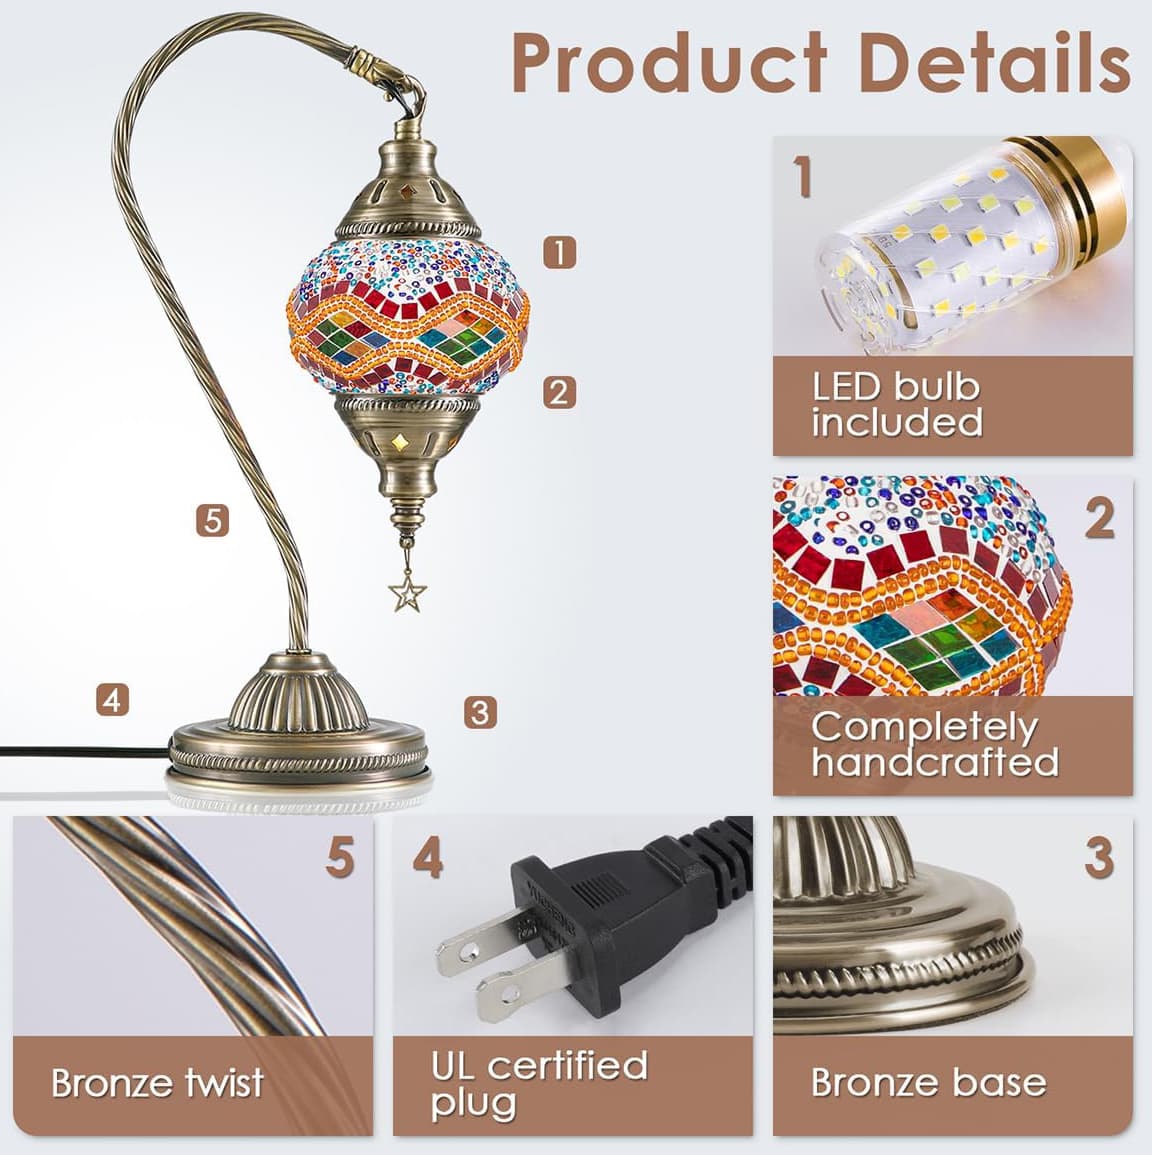 Product Details
1
LED bulb
included
1
2
2
Completely
handcrafted
5
4
3
5
Bronze twist
4
UL certified
plug
3
Bronze base